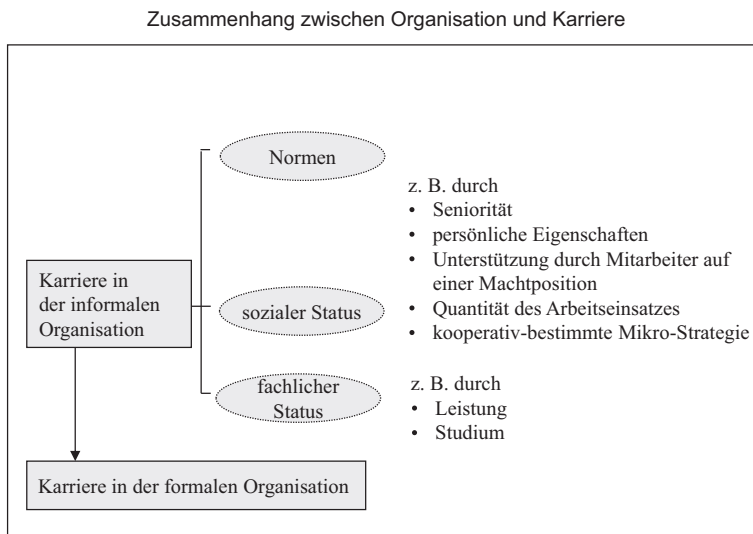 Zusammenhang zwischen Organisation und Karriere
Normen
z. B. durch
• Seniorität
• persönliche Eigenschaften
• Unterstützung durch Mitarbeiter auf
einer Machtposition
• Quantität des Arbeitseinsatzes
• kooperativ-bestimmte Mikro-Strategie
Karriere in
der informalen
Organisation
sozialer Status
fachlicher
Status
z. B. durch
• Leistung
• Studium
Karriere in der formalen Organisation